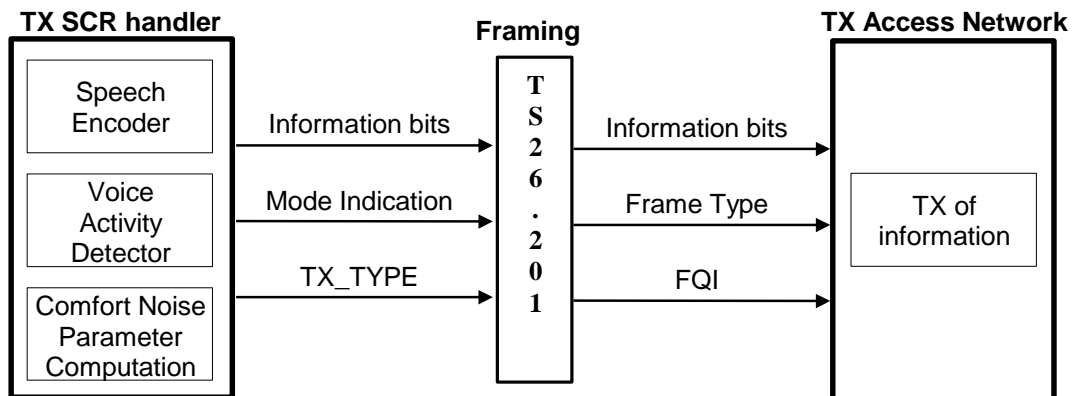 TX SCR handler
Framing
TX Access Network
Speech
Encoder
Voice
Activity
Detector
Comfort Noise
Parameter
Computation
Information bits
Mode Indication
TX_TYPE
T
S
2
6
.
2
0
1
Information bits
Frame Type
FQI
TX of
information